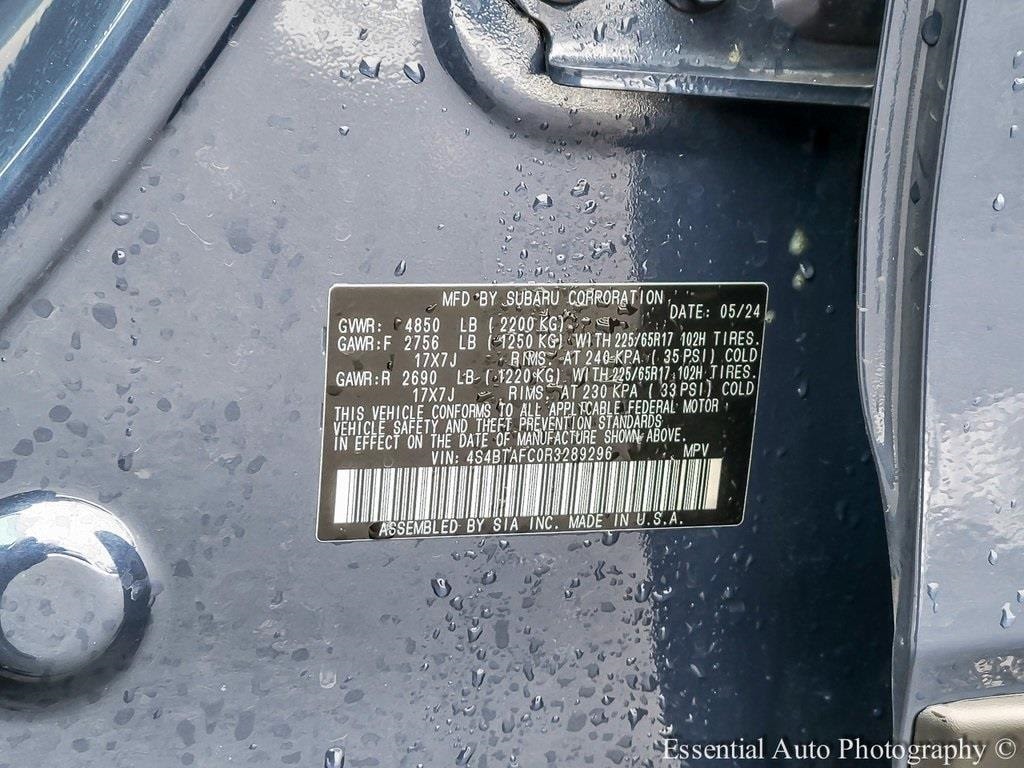 MFD BY SUBARU CORPORATION
DATE: 05/24
GVWR: 4850 LB ( 2200 KG)
GAWR:F 2756 LB ( 1250 KG) WITH 225/65R17 102H TIRES.
17X7J RIMS. AT 240 KPA ( 35 PSI) COLD
GAWR:R 2690 LB ( 1220 KG) WITH 225/65R17 102H TIRES.
17X7J RIMS. AT 230 KPA ( 33 PSI) COLD
THIS VEHICLE CONFORMS TO ALL APPLICABLE FEDERAL MOTOR
VEHICLE SAFETY AND THEFT PREVENTION STANDARDS
IN EFFECT ON THE DATE OF MANUFACTURE SHOWN ABOVE.
VIN: 4S4BTAFC0R3289296 MPV
ASSEMBLED BY SIA INC. MADE IN U.S.A.
Essential Auto Photography ©